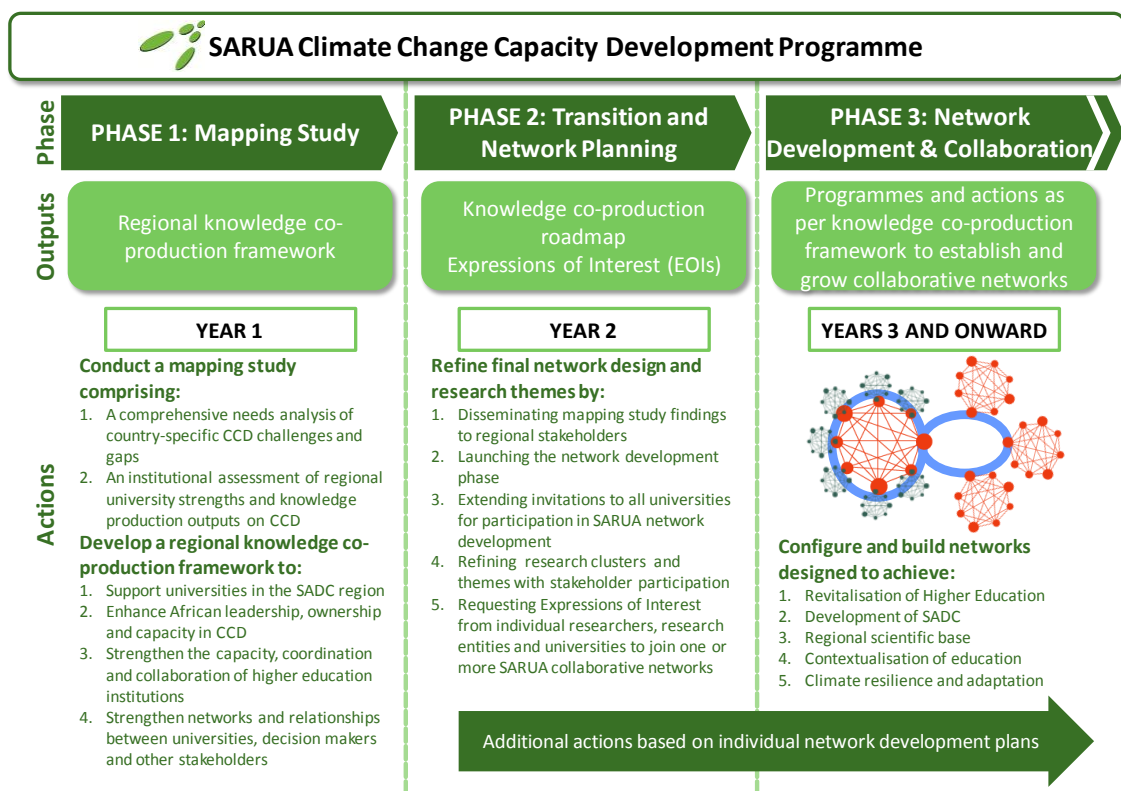 SARUA Climate Change Capacity Development Programme
Phase
PHASE 1: Mapping Study
PHASE 2: Transition and
Network Planning
PHASE 3: Network
Development & Collaboration
Outputs
Regional knowledge co-
production framework
Knowledge co-production
roadmap
Expressions of Interest (EOIs)
Programmes and actions as
per knowledge co-production
framework to establish and
grow collaborative networks
Actions
YEAR 1
Conduct a mapping study
comprising:
1. A comprehensive needs analysis of
country-specific CCD challenges and
gaps
2. An institutional assessment of regional
university strengths and knowledge
production outputs on CCD
Develop a regional knowledge co-
production framework to:
1. Support universities in the SADC region
2. Enhance African leadership, ownership
and capacity in CCD
3. Strengthen the capacity, coordination
and collaboration of higher education
institutions
4. Strengthen networks and relationships
between universities, decision makers
and other stakeholders
YEAR 2
Refine final network design and
research themes by:
1. Disseminating mapping study findings
to regional stakeholders
2. Launching the network development
phase
3. Extending invitations to all universities
for participation in SARUA network
development
4. Refining research clusters and
themes with stakeholder participation
5. Requesting Expressions of Interest
from individual researchers, research
entities and universities to join one or
more SARUA collaborative networks
YEARS 3 AND ONWARD
Configure and build networks
designed to achieve:
1. Revitalisation of Higher Education
2. Development of SADC
3. Regional scientific base
4. Contextualisation of education
5. Climate resilience and adaptation
Additional actions based on individual network development plans